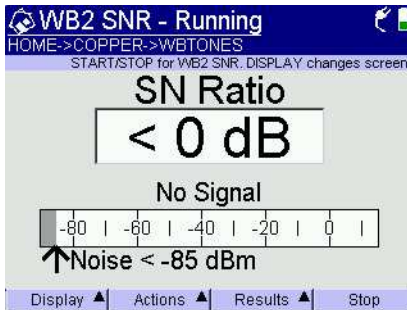 WB2 SNR - Running
HOME->COPPER->WBTONES
START/STOP for WB2 SNR. DISPLAY changes screen
SN Ratio
< 0 dB
No Signal
-80 | -60 | -40 | -20 | 0 |
Noise < -85 dBm
Display Actions Results Stop